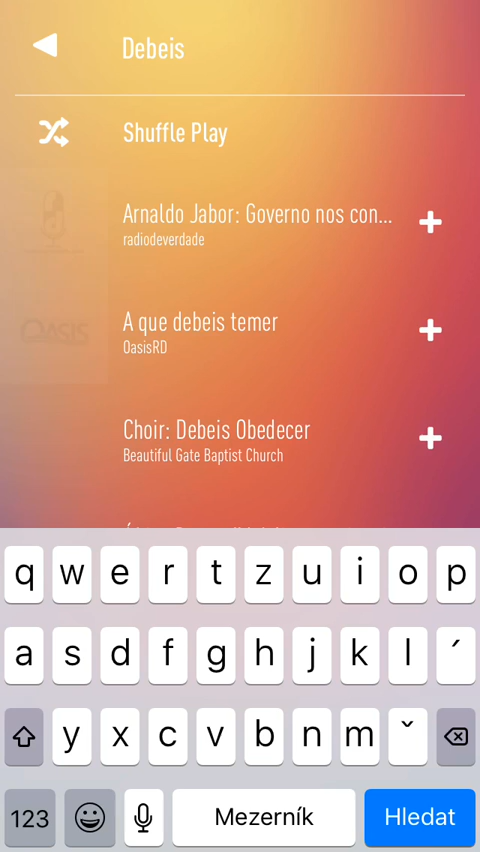 Debeis
Shuffle Play
Arnaldo Jabor: Governo nos con...
radiodeverdade
OASIS
A que debeis temer
OasisRD
Choir: Debeis Obedecer
Beautiful Gate Baptist Church
q w e r t z u i o p
a s d f g h j k l ´
y x c v b n m ˇ
123 Mezerník Hledat